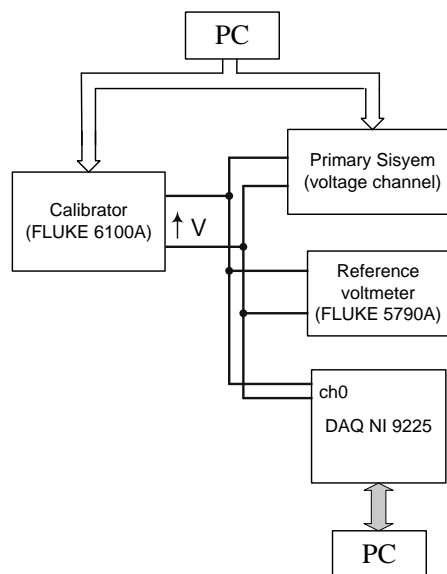 PC
Primary Sisyem
(voltage channel)
Calibrator
(FLUKE 6100A)
V
Reference
voltmeter
(FLUKE 5790A)
ch0
DAQ NI 9225
PC